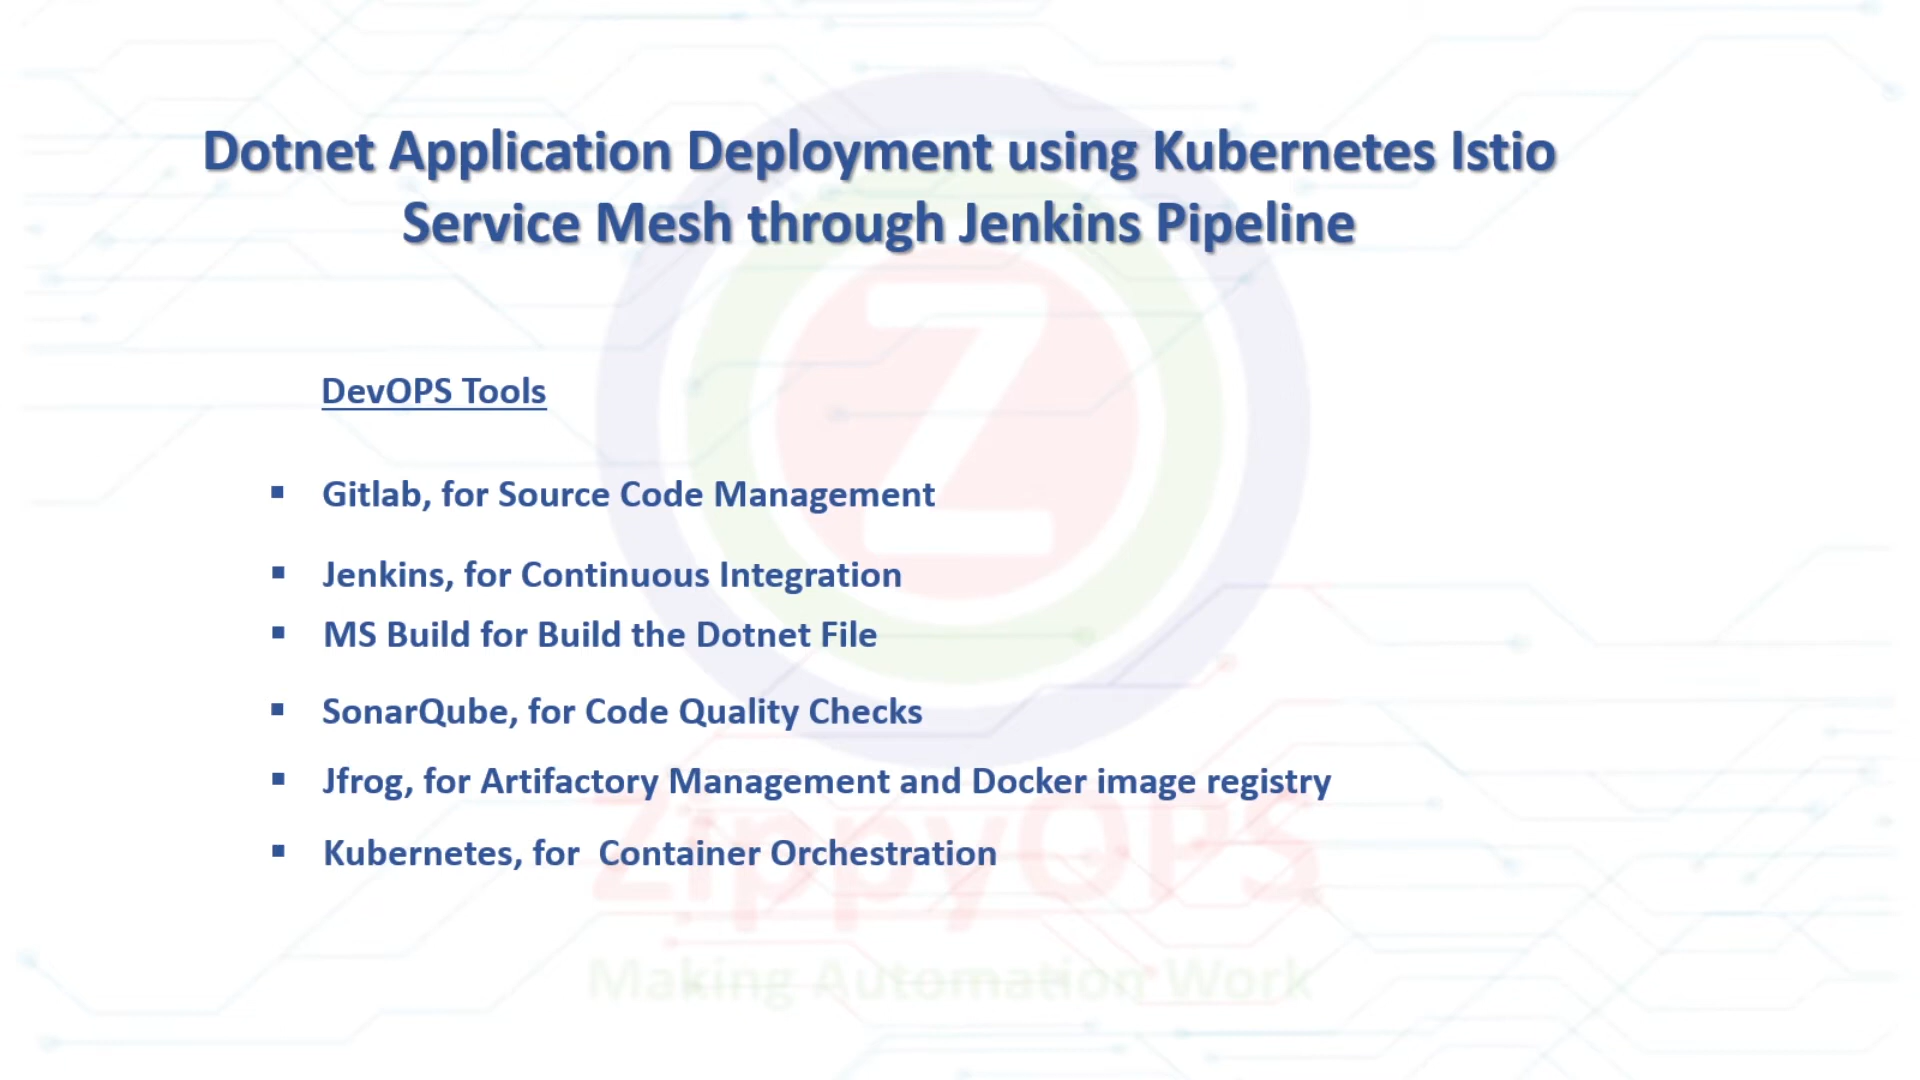 Dotnet Application Deployment using Kubernetes Istio
Service Mesh through Jenkins Pipeline
DevOPS Tools
▪ Gitlab, for Source Code Management
▪ Jenkins, for Continuous Integration
▪ MS Build for Build the Dotnet File
▪ SonarQube, for Code Quality Checks
▪ Jfrog, for Artifactory Management and Docker image registry
▪ Kubernetes, for  Container Orchestration
Z
ZippyOPS
Making Automation Work